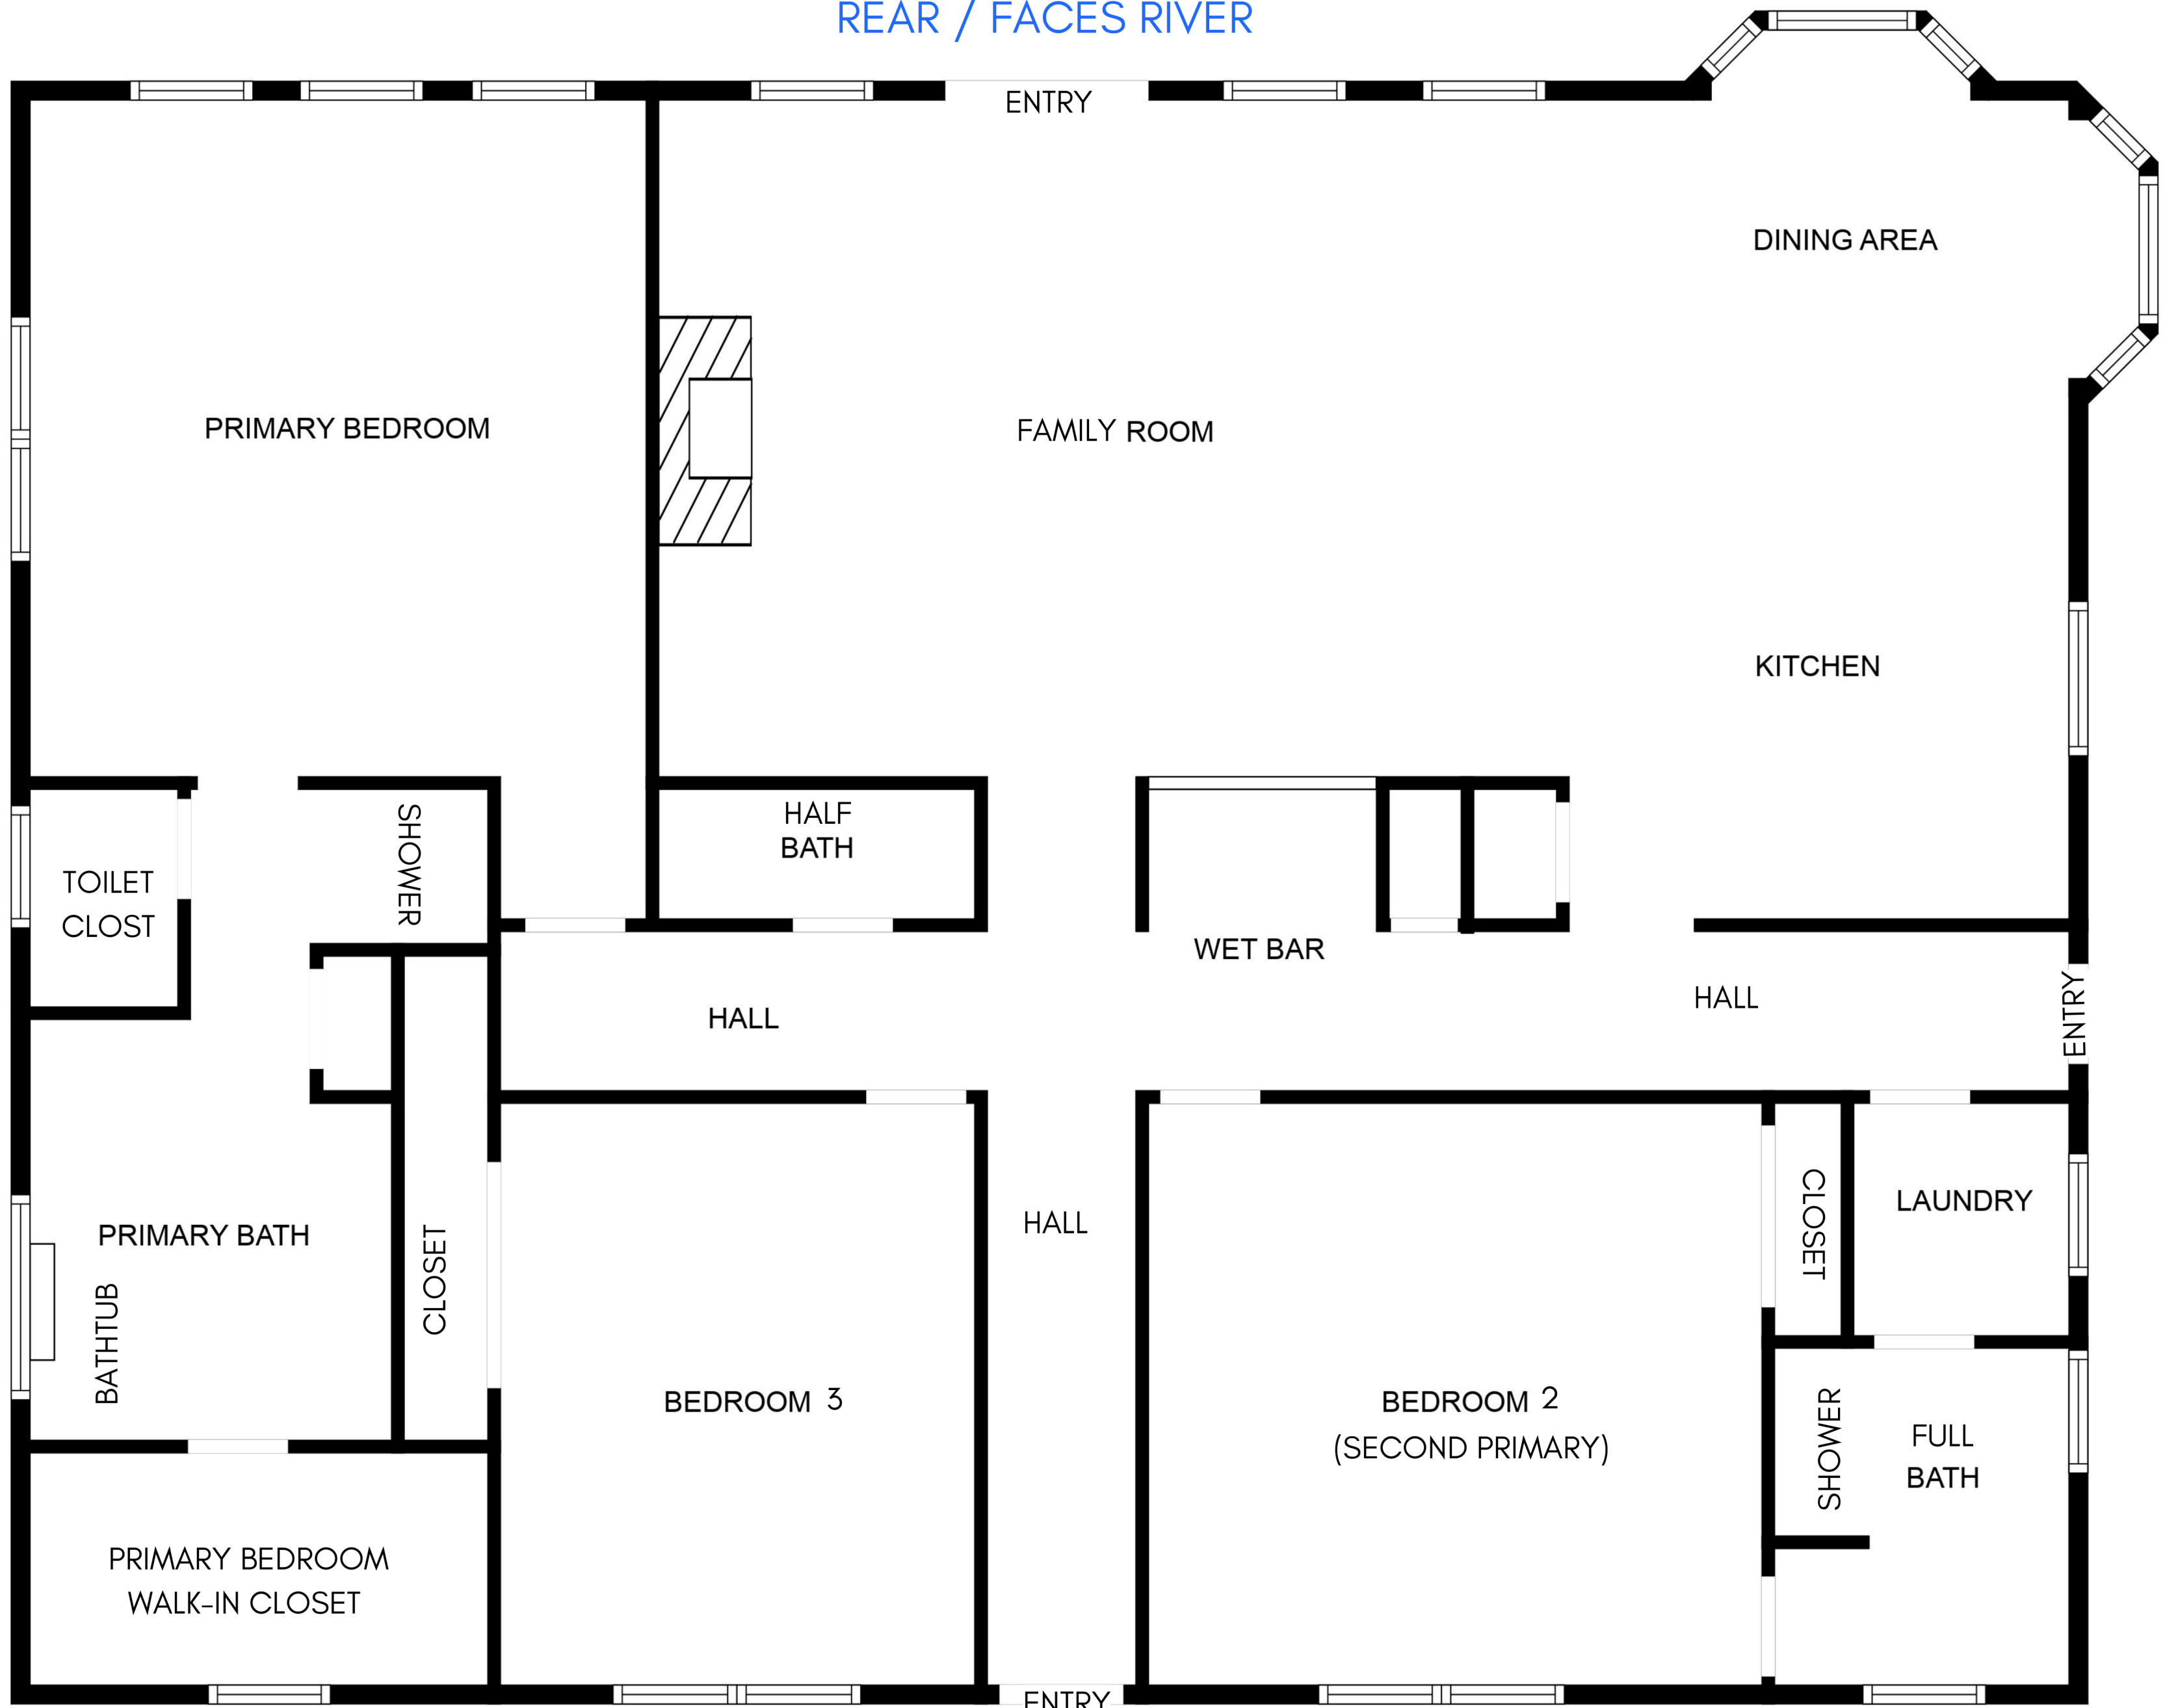 REAR / FACES RIVER
ENTRY
DINING AREA
PRIMARY BEDROOM
FAMILY ROOM
KITCHEN
SHOWER
HALF
BATH
TOILET
CLOST
WET BAR
HALL
HALL
ENTRY
PRIMARY BATH
BATHTUB
CLOSET
HALL
CLOSET
LAUNDRY
BEDROOM 3
BEDROOM 2
(SECOND PRIMARY)
SHOWER
FULL
BATH
PRIMARY BEDROOM
WALK-IN CLOSET
ENTRY